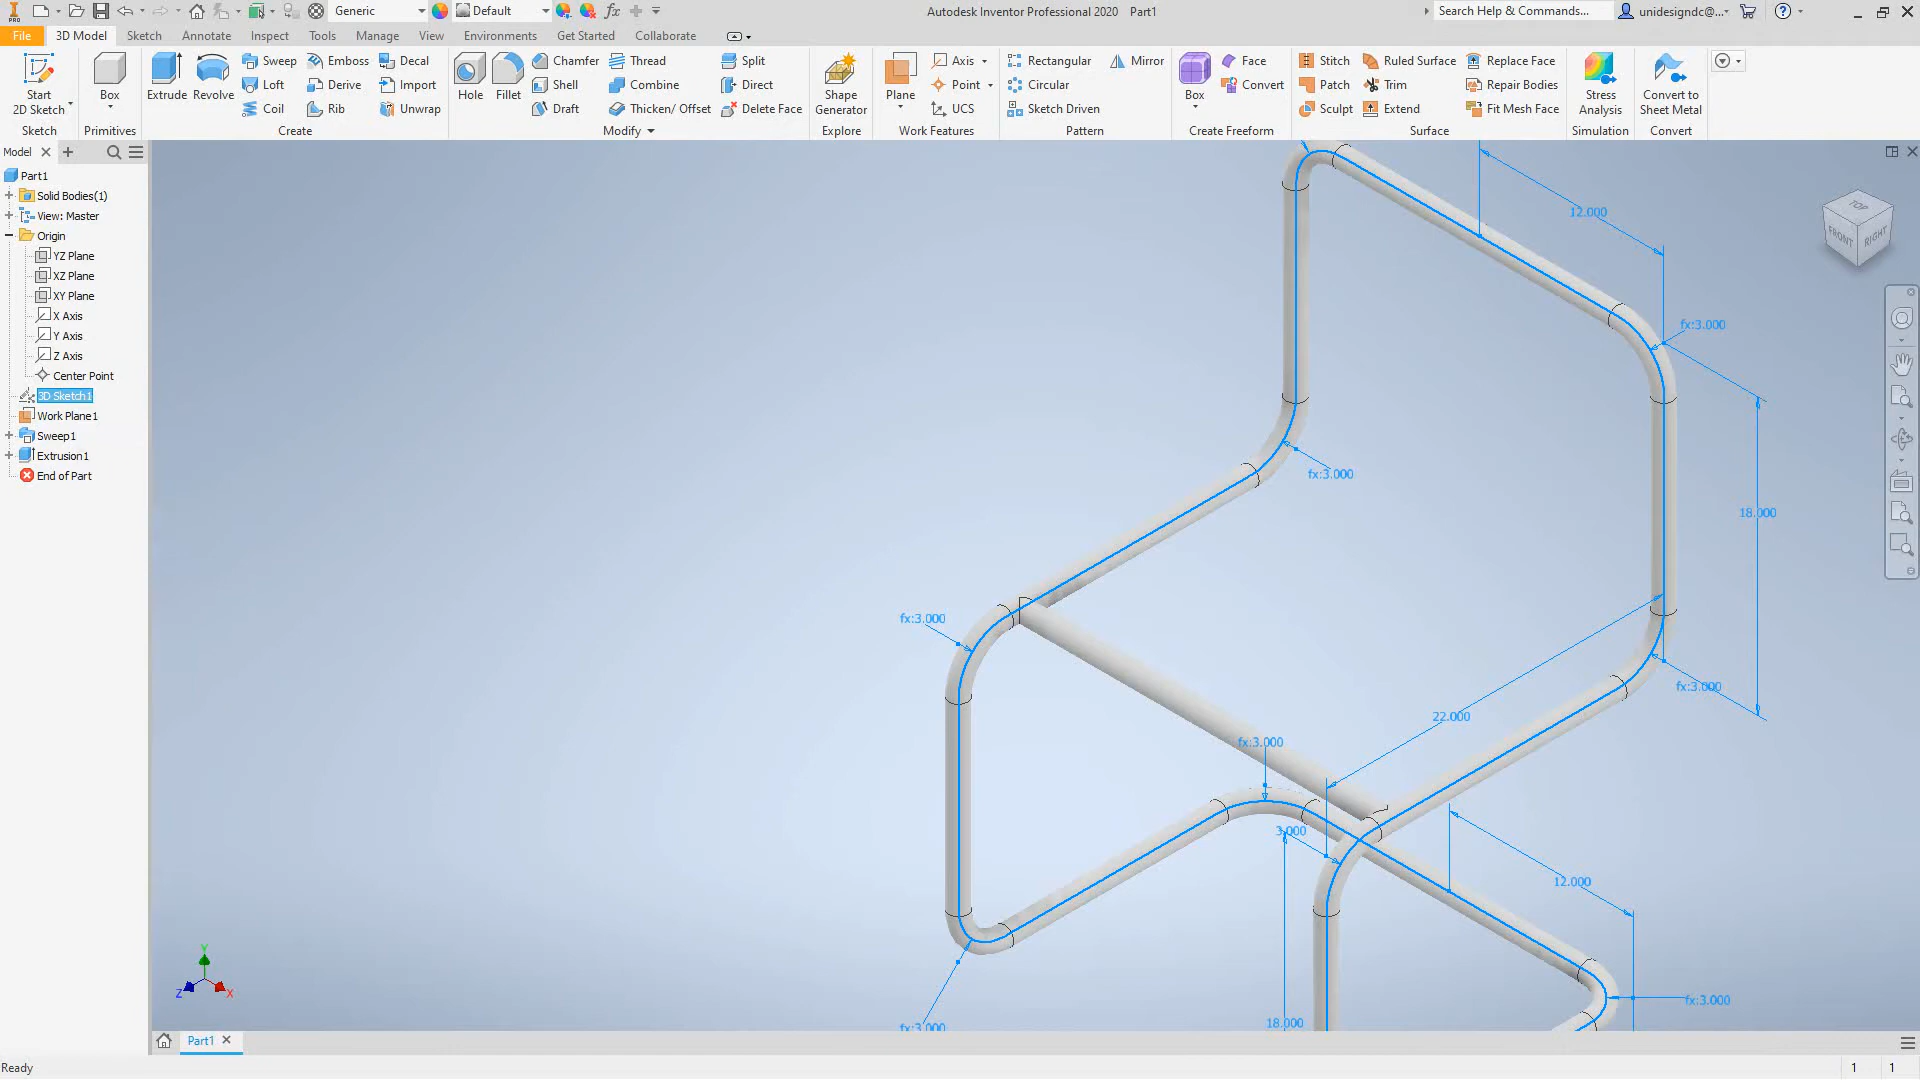 PRO
Generic
Default
fx
Autodesk Inventor Professional 2020 Part1
Search Help & Commands...
unidesigndc@...
File
3D Model
Sketch
Annotate
Inspect
Tools
Manage
View
Environments
Get Started
Collaborate
Start
2D Sketch
Sketch
Box
Primitives
Extrude
Revolve
Sweep
Loft
Coil
Emboss
Derive
Rib
Decal
Import
Unwrap
Create
Hole
Fillet
Chamfer
Shell
Draft
Thread
Combine
Thicken/ Offset
Split
Direct
Delete Face
Modify
Shape
Generator
Explore
Plane
Axis
Point
UCS
Work Features
Rectangular
Circular
Sketch Driven
Mirror
Pattern
Box
Face
Convert
Create Freeform
Stitch
Patch
Sculpt
Ruled Surface
Trim
Extend
Replace Face
Repair Bodies
Fit Mesh Face
Surface
Stress
Analysis
Simulation
Convert to
Sheet Metal
Convert
Model
Part1
Solid Bodies(1)
View: Master
Origin
YZ Plane
XZ Plane
XY Plane
X Axis
Y Axis
Z Axis
Center Point
3D Sketch1
Work Plane1
Sweep1
Extrusion1
End of Part
12.000
fx:3.000
fx:3.000
18.000
fx:3.000
fx:3.000
22.000
fx:3.000
3.000
12.000
fx:3.000
18.000
fx:3.000
TOP
FRONT
RIGHT
Y
Z
X
Part1
Ready
1
1